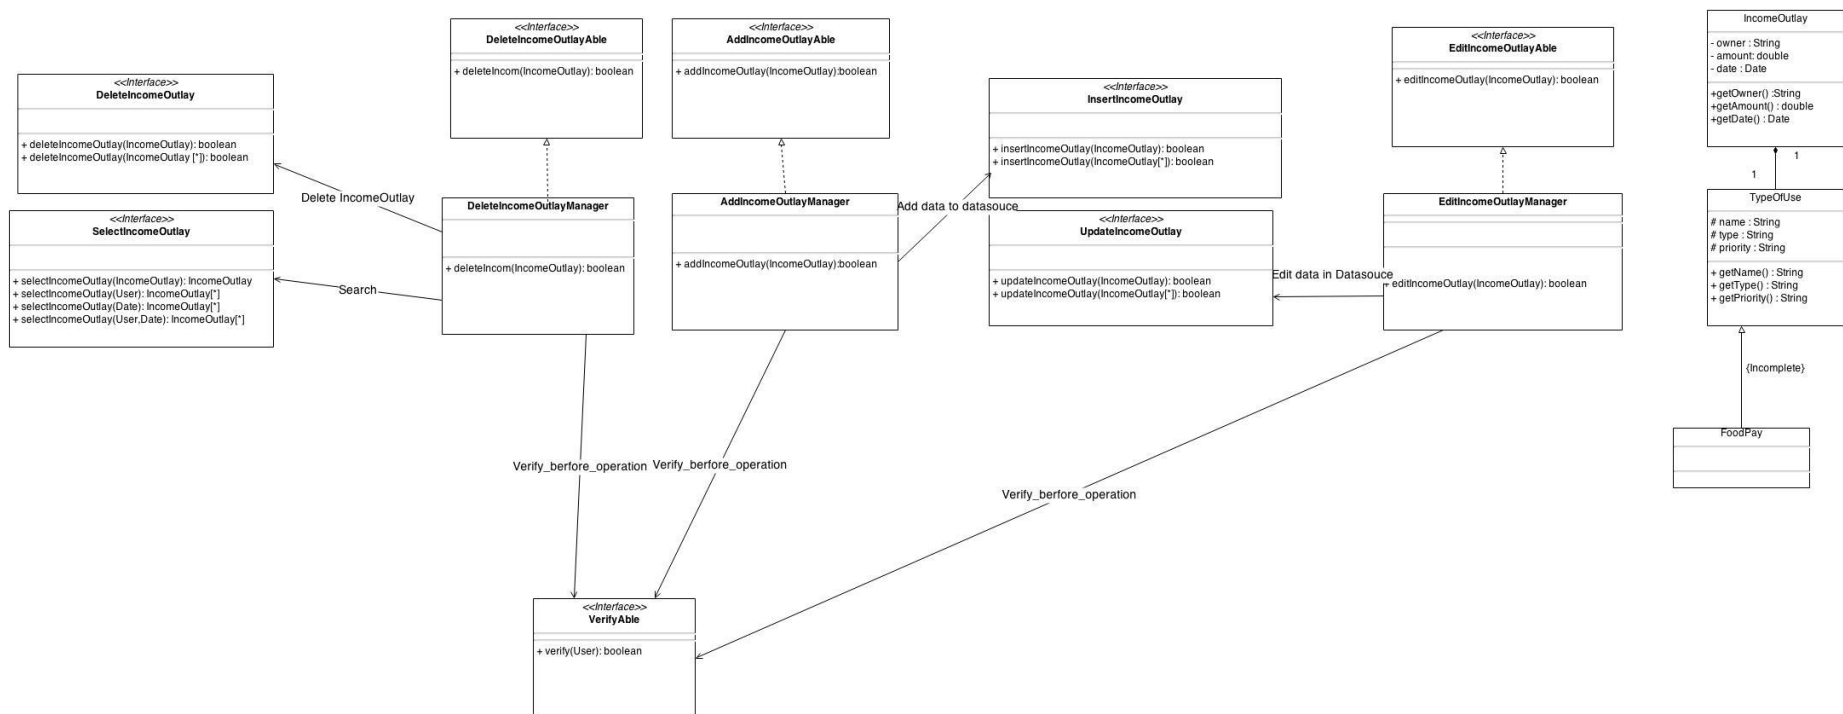 <<Interface>>
DeleteIncomeOutlay
+ deleteIncomeOutlay(IncomeOutlay): boolean
+ deleteIncomeOutlay(IncomeOutlay [*]): boolean
<<Interface>>
SelectIncomeOutlay
+ selectIncomeOutlay(IncomeOutlay): IncomeOutlay
+ selectIncomeOutlay(User): IncomeOutlay[*]
+ selectIncomeOutlay(Date): IncomeOutlay[*]
+ selectIncomeOutlay(User,Date): IncomeOutlay[*]
Delete IncomeOutlay
Search
<<Interface>>
DeleteIncomeOutlayAble
+ deleteIncom(IncomeOutlay): boolean
DeleteIncomeOutlayManager
+ deleteIncom(IncomeOutlay): boolean
<<Interface>>
AddIncomeOutlayAble
+ addIncomeOutlay(IncomeOutlay):boolean
AddIncomeOutlayManager
+ addIncomeOutlay(IncomeOutlay):boolean
Add data to datasouce
<<Interface>>
InsertIncomeOutlay
+ insertIncomeOutlay(IncomeOutlay): boolean
+ insertIncomeOutlay(IncomeOutlay[*]): boolean
<<Interface>>
UpdateIncomeOutlay
+ updateIncomeOutlay(IncomeOutlay): boolean
+ updateIncomeOutlay(IncomeOutlay[*]): boolean
Edit data in Datasouce
<<Interface>>
EditIncomeOutlayAble
+ editIncomeOutlay(IncomeOutlay): boolean
EditIncomeOutlayManager
+ editIncomeOutlay(IncomeOutlay): boolean
IncomeOutlay
- owner : String
- amount: double
- date : Date
+getOwner() :String
+getAmount() : double
+getDate() : Date
1
1
TypeOfUse
# name : String
# type : String
# priority : String
+ getName() : String
+ getType() : String
+ getPriority() : String
{Incomplete}
FoodPay
Verify_berfore_operation
Verify_berfore_operation
Verify_berfore_operation
<<Interface>>
VerifyAble
+ verify(User): boolean